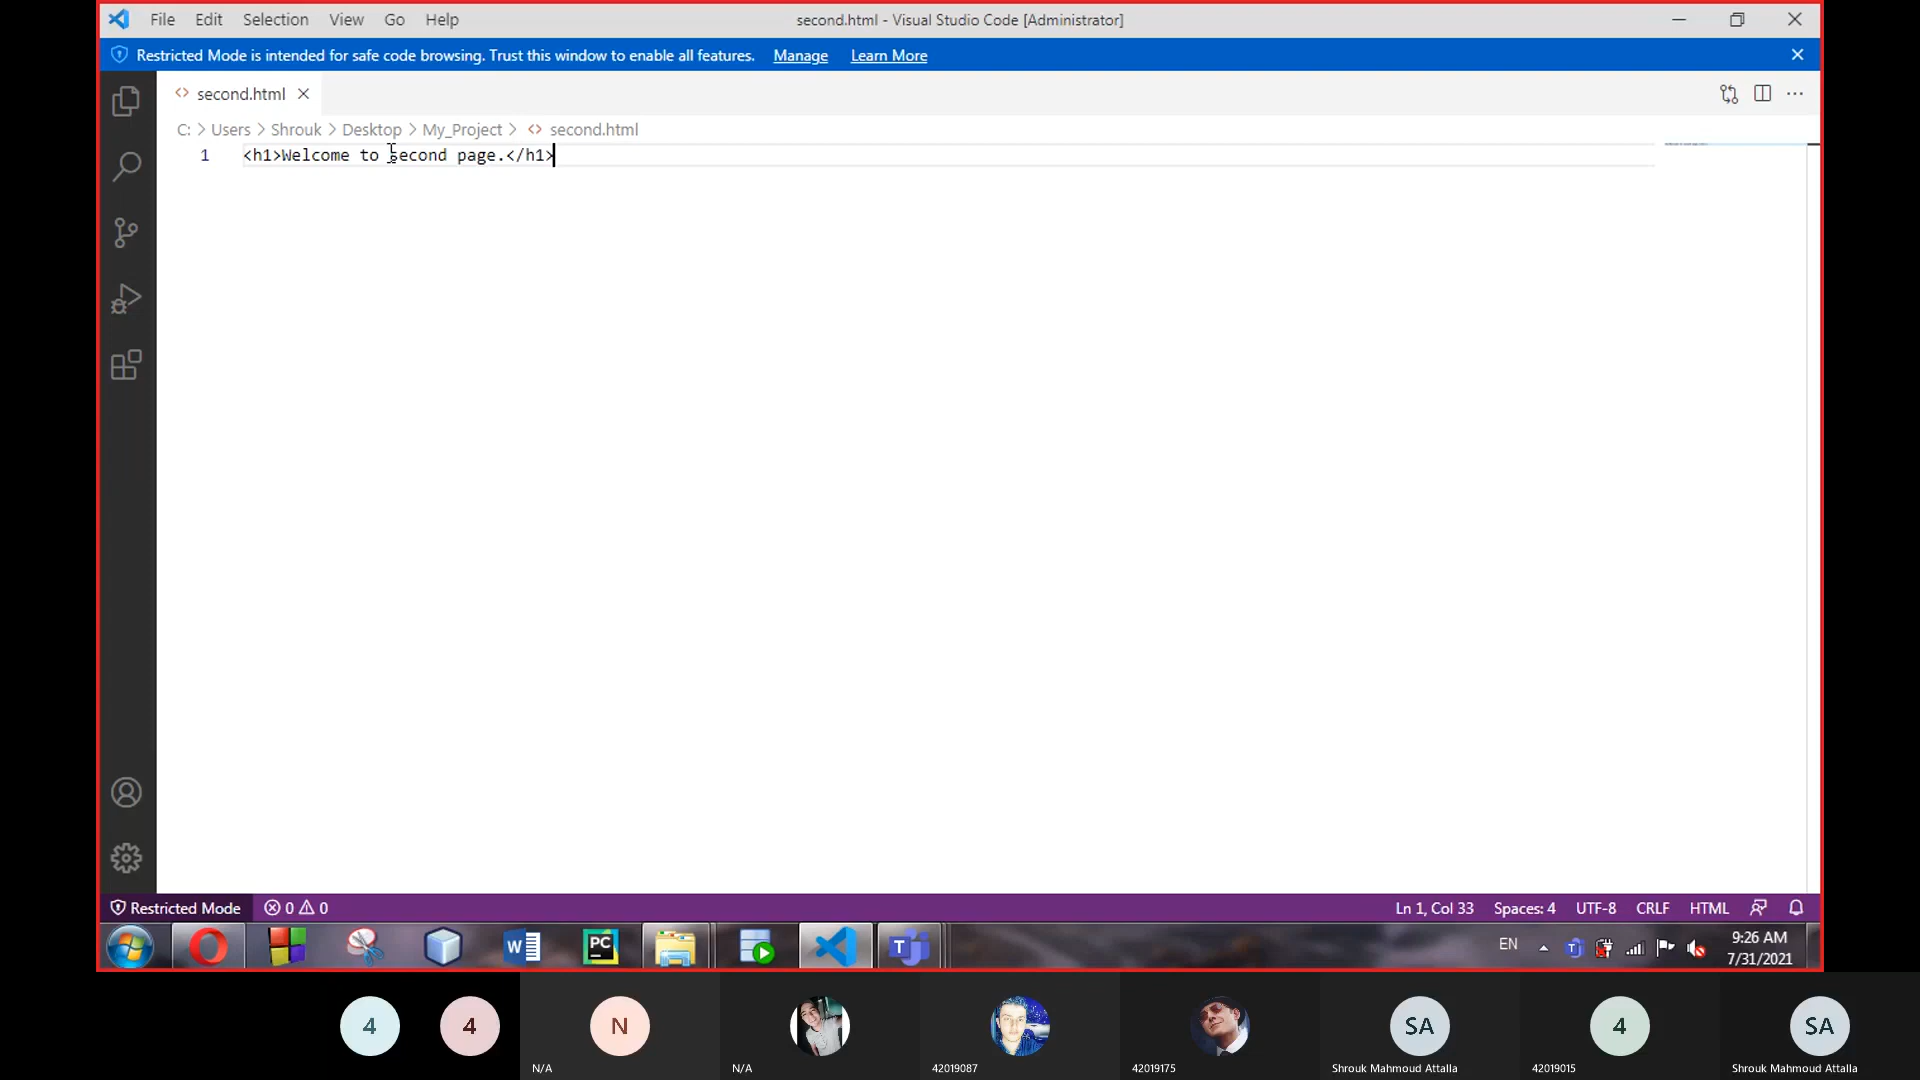 File Edit Selection View Go Help second.html - Visual Studio Code [Administrator]
Restricted Mode is intended for safe code browsing. Trust this window to enable all features. Manage Learn More
second.html
C: > Users > Shrouk > Desktop > My_Project > second.html
1 <h1>Welcome to second page.</h1>
Restricted Mode 0 0 Ln 1, Col 33 Spaces: 4 UTF-8 CRLF HTML
W PC T EN T 9:26 AM
7/31/2021
4 4 N SA 4 SA
N/A N/A 42019087 42019175 Shrouk Mahmoud Attalla 42019015 Shrouk Mahmoud Attalla